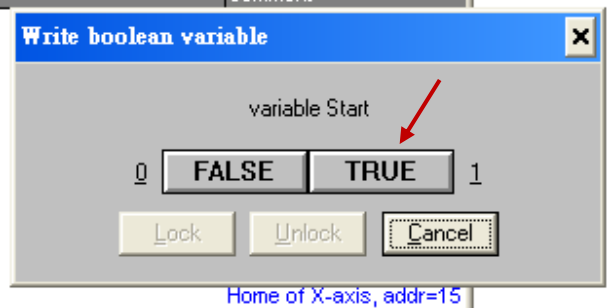 Write boolean variable
variable Start
0 FALSE TRUE 1
Lock Unlock Cancel
Home of X-axis, addr=15